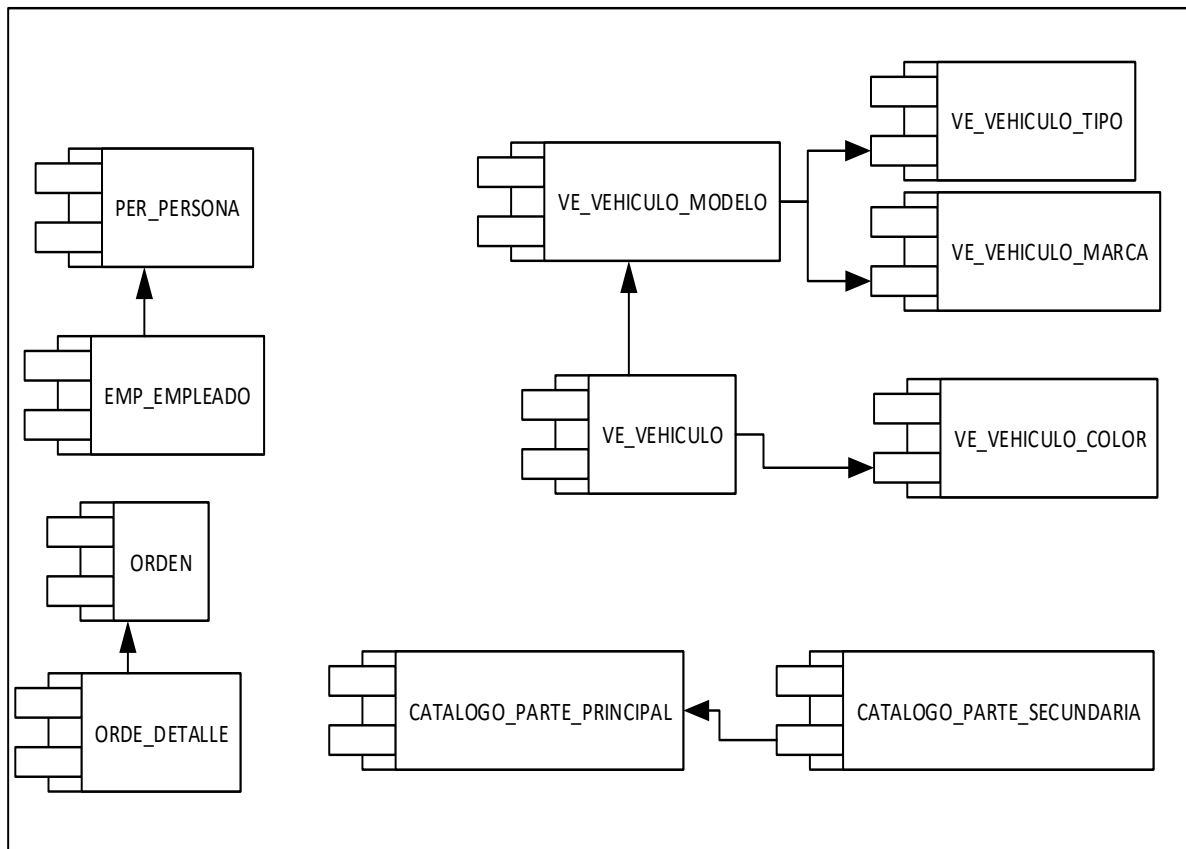 VE_VEHICULO_TIPO
PER_PERSONA
VE_VEHICULO_MODELO
VE_VEHICULO_MARCA
EMP_EMPLEADO
VE_VEHICULO
VE_VEHICULO_COLOR
ORDEN
CATALOGO_PARTE_PRINCIPAL
CATALOGO_PARTE_SECUNDARIA
ORDE_DETALLE